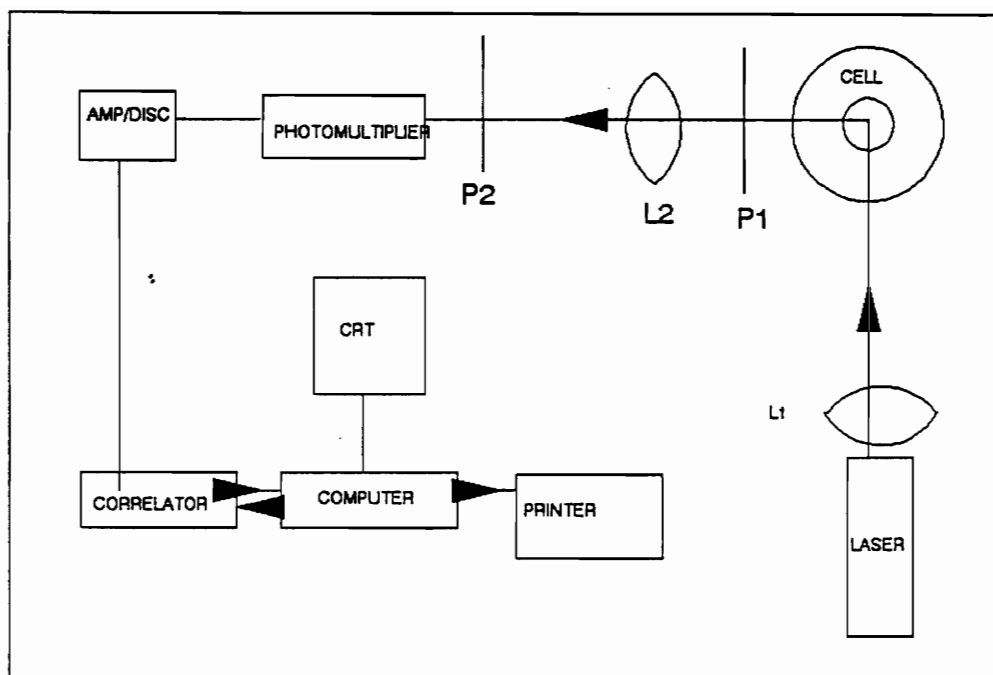 CELL
AMP/DISC
PHOTOMULTIPLIER
P2
L2
P1
CRT
L1
CORRELATOR
COMPUTER
PRINTER
LASER